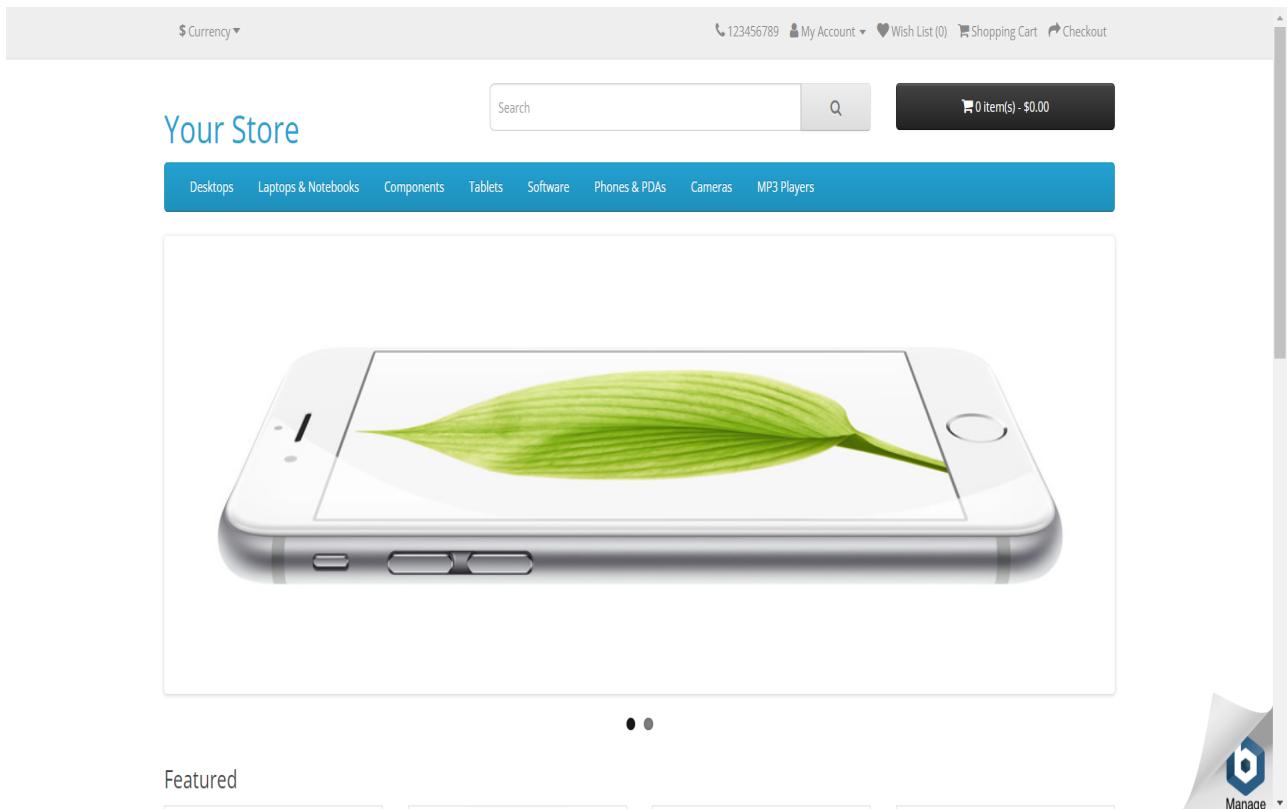 $ Currency
123456789 My Account Wish List (0) Shopping Cart Checkout
Search
0 item(s) - $0.00
Your Store
Desktops Laptops & Notebooks Components Tablets Software Phones & PDAs Cameras MP3 Players
Featured
Manage